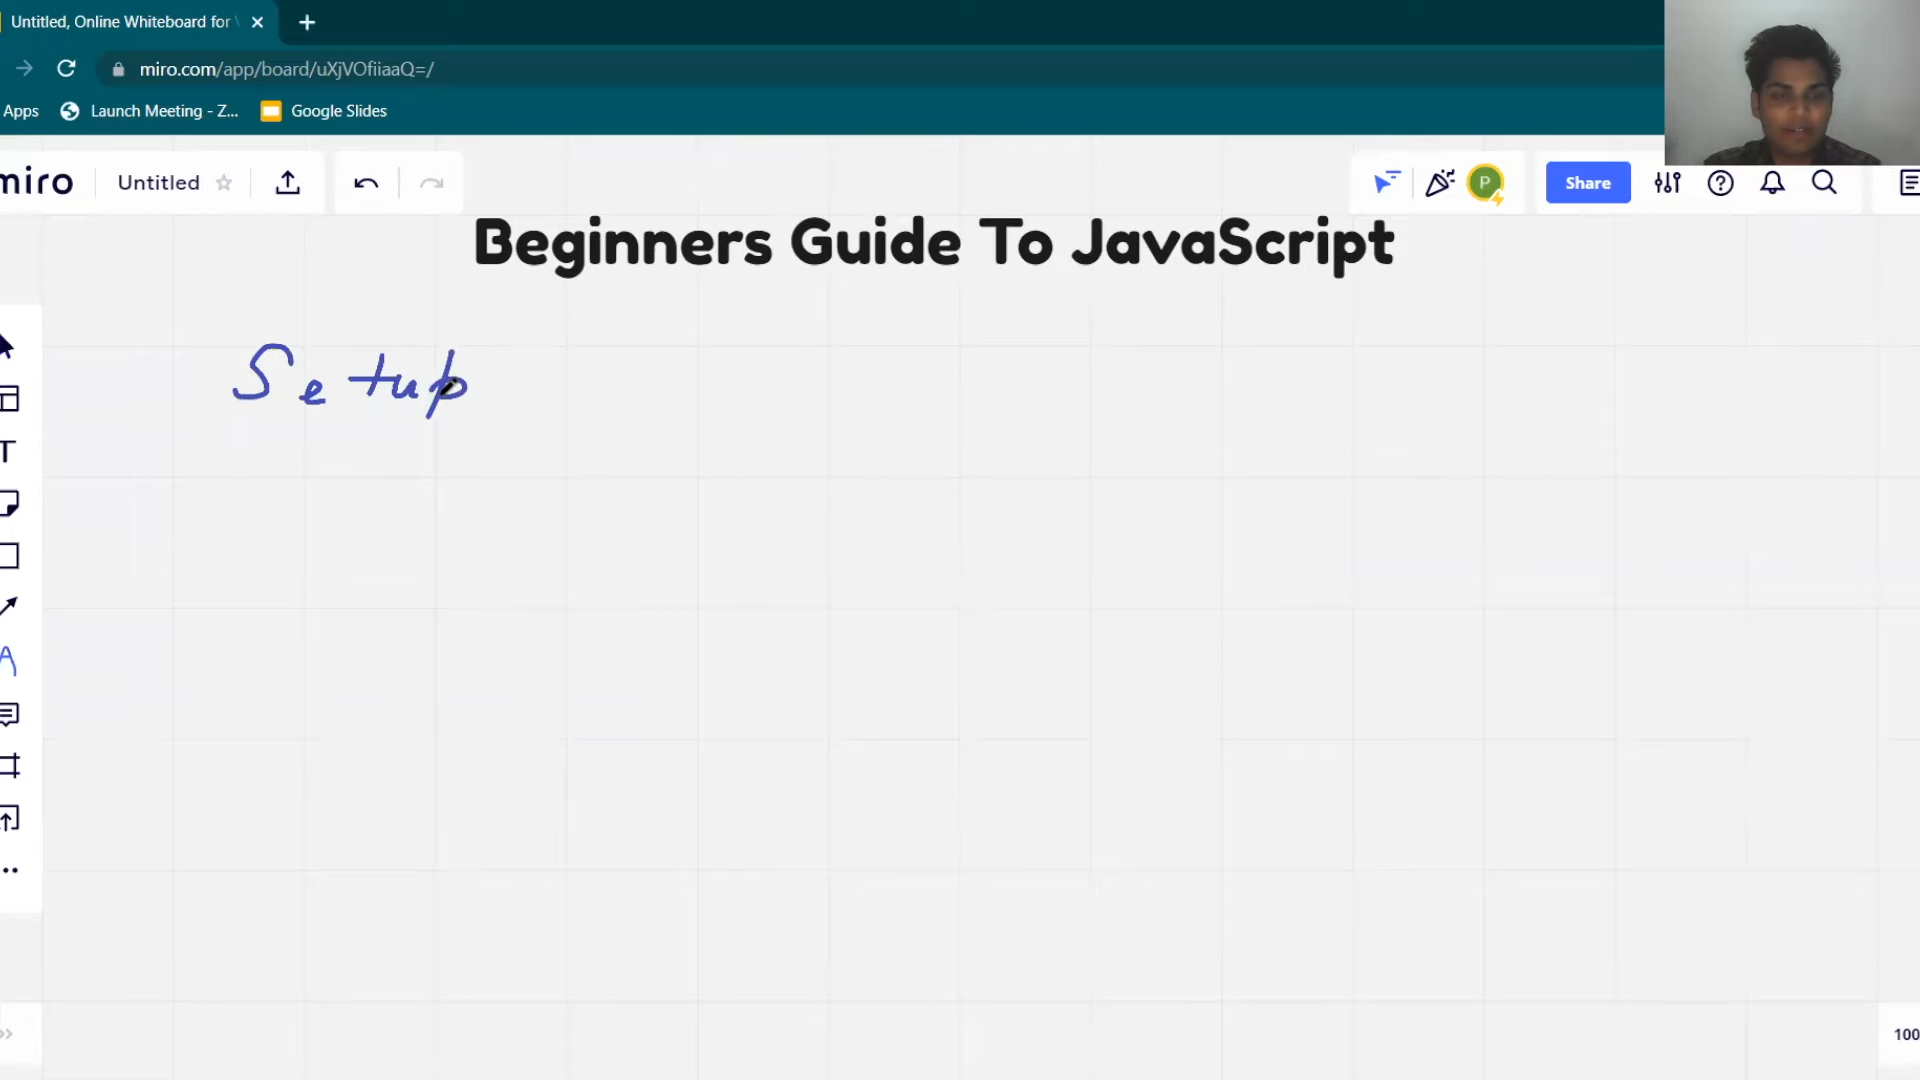 Untitled, Online Whiteboard for
miro.com/app/board/uXjVOfiiaaQ=/
Apps
Launch Meeting - Z...
Google Slides
miro
Untitled
P
Share
Beginners Guide To JavaScript
Setup
100